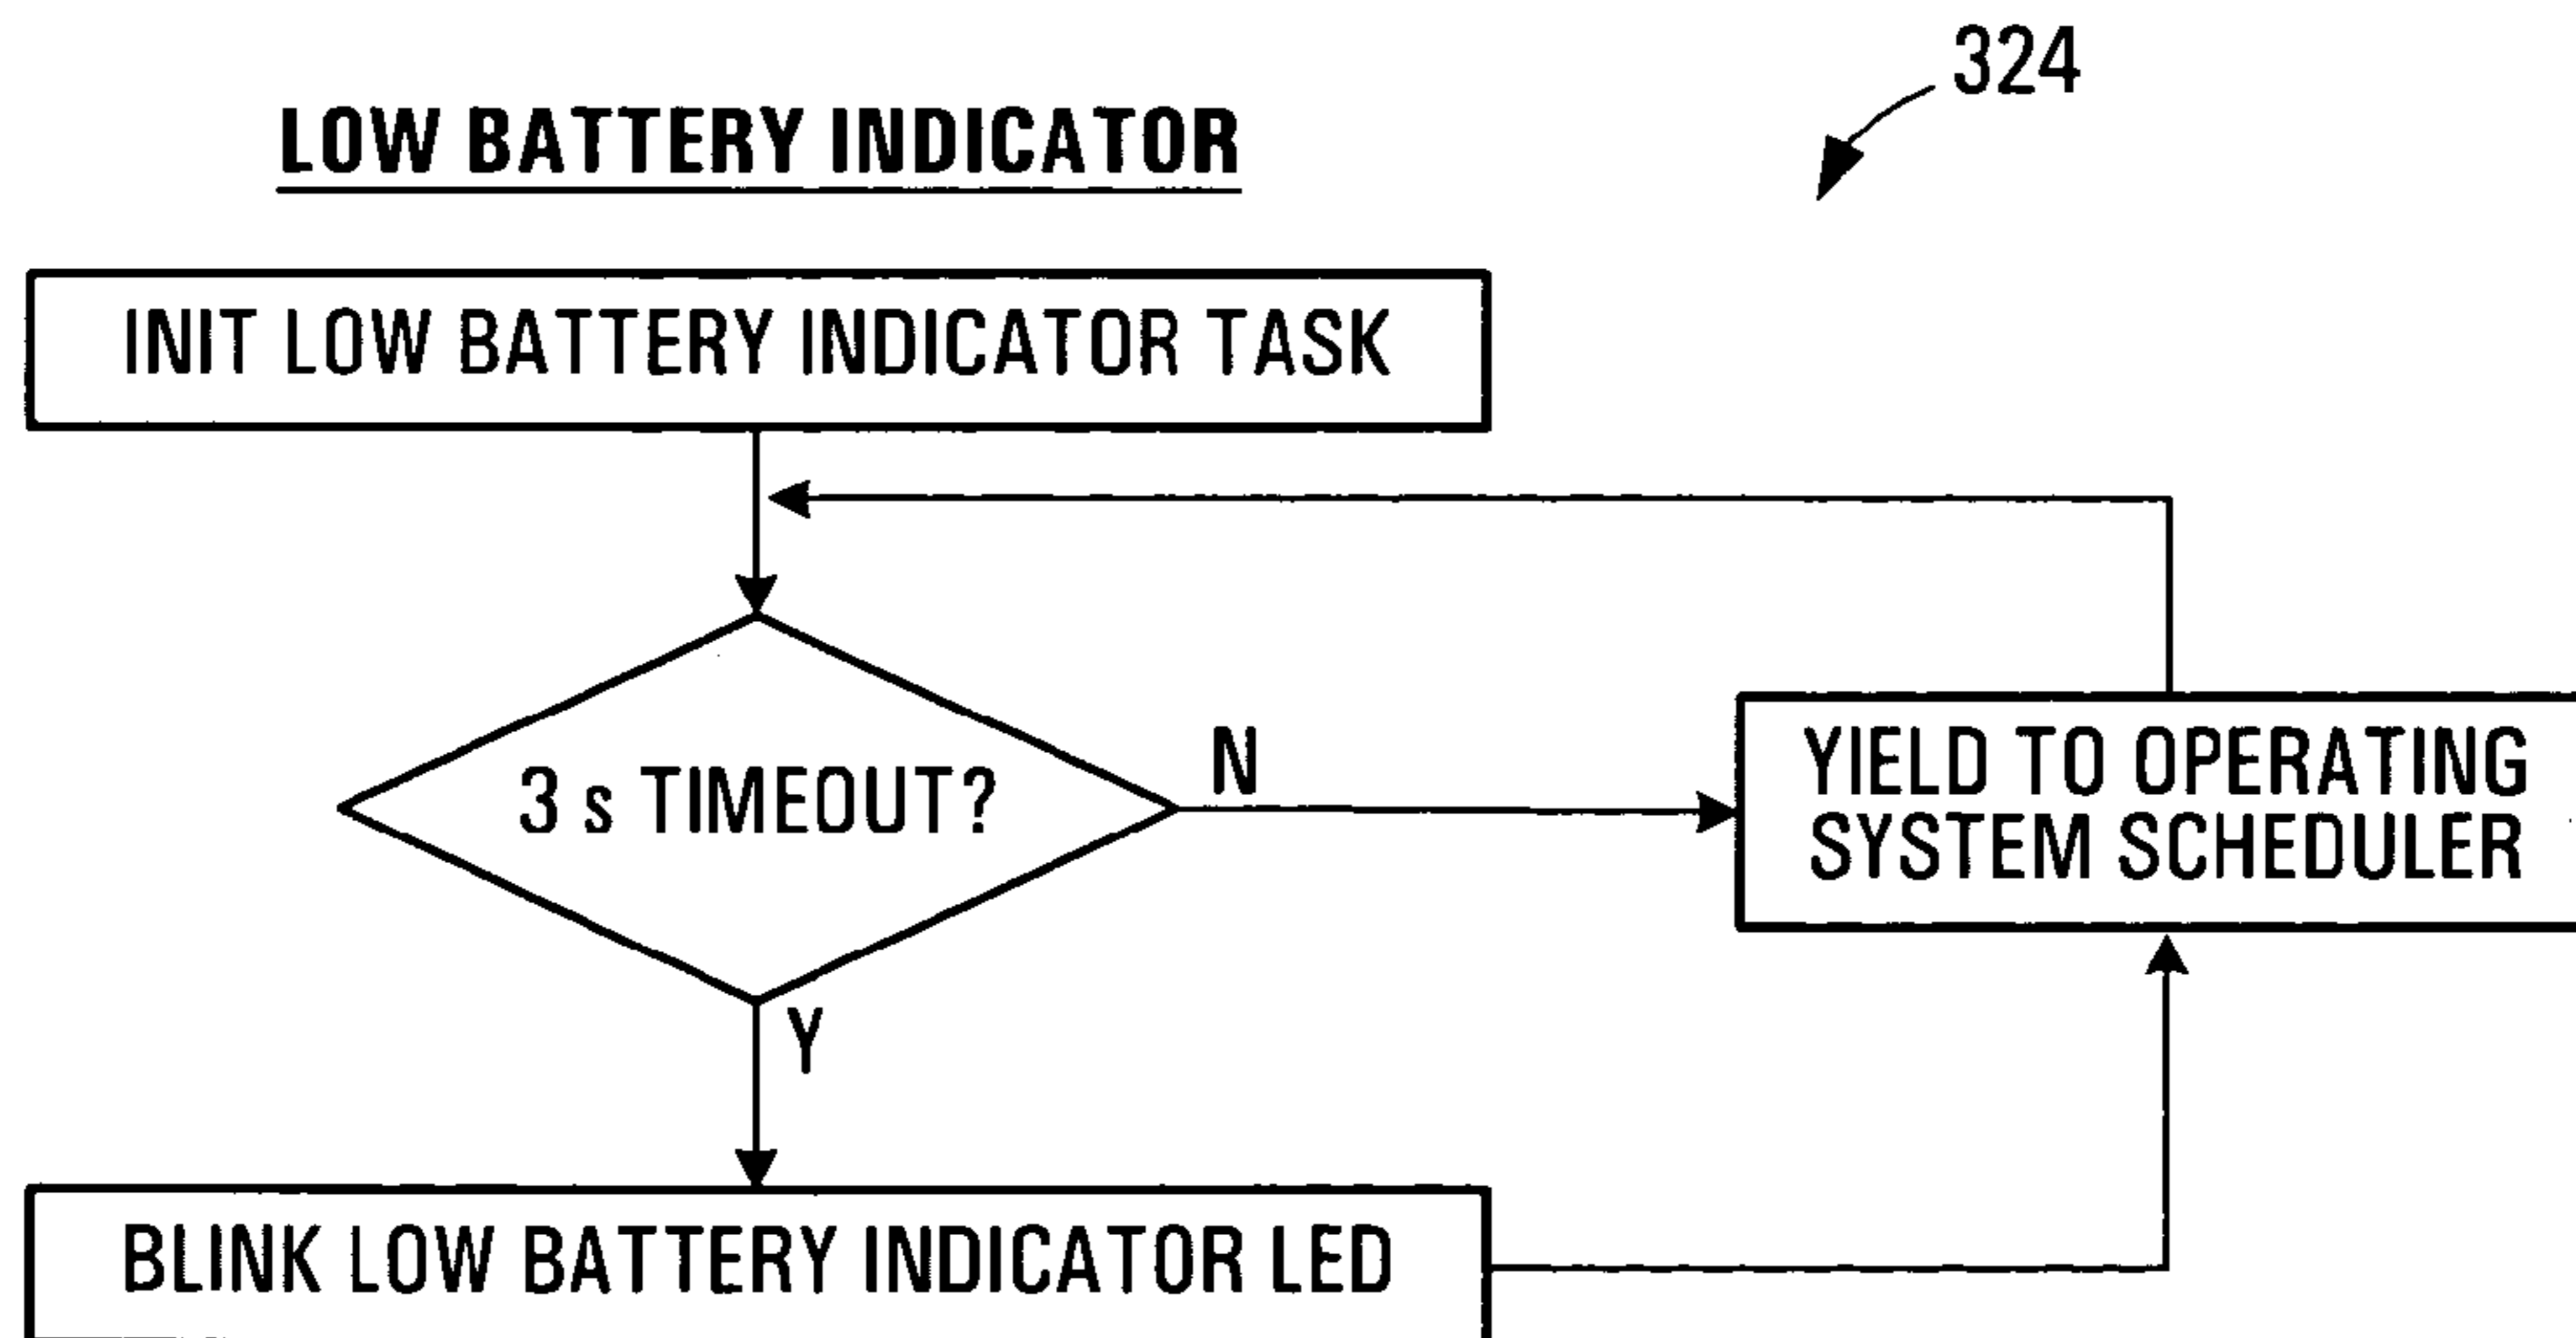 324
LOW BATTERY INDICATOR
INIT LOW BATTERY INDICATOR TASK
3 s TIMEOUT?
N
YIELD TO OPERATING
SYSTEM SCHEDULER
Y
BLINK LOW BATTERY INDICATOR LED